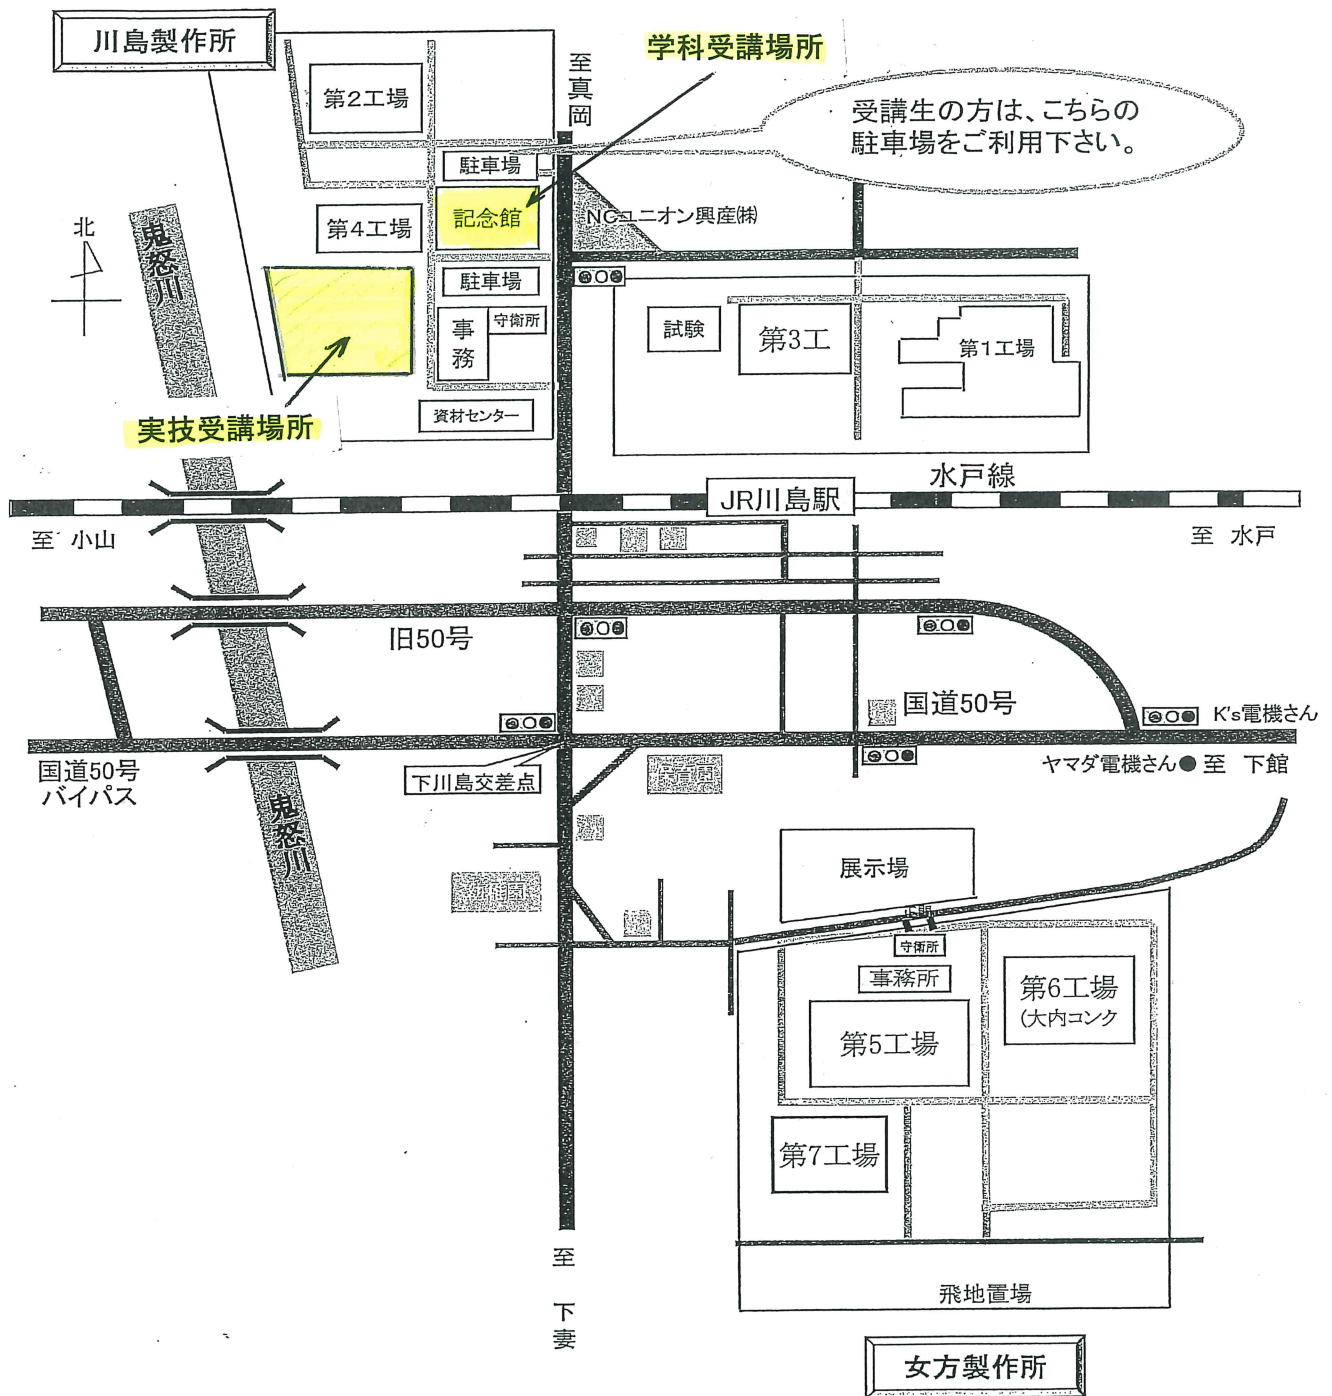 川島製作所
学科受講場所
至真岡
受講生の方は、こちらの
駐車場をご利用下さい。
第2工場
駐車場
記念館
NCユニオン興産㈱
第4工場
北
鬼怒川
駐車場
守衛所
事務
試験
第3工
第1工場
実技受講場所
資材センター
水戸線
JR川島駅
至 小山
至 水戸
旧50号
国道50号
K's電機さん
国道50号
バイパス
下川島交差点
保育園
ヤマダ電機さん●至 下館
鬼怒川
幼稚園
展示場
守衛所
事務所
第6工場
(大内コンク
第5工場
第7工場
至 下妻
飛地置場
女方製作所